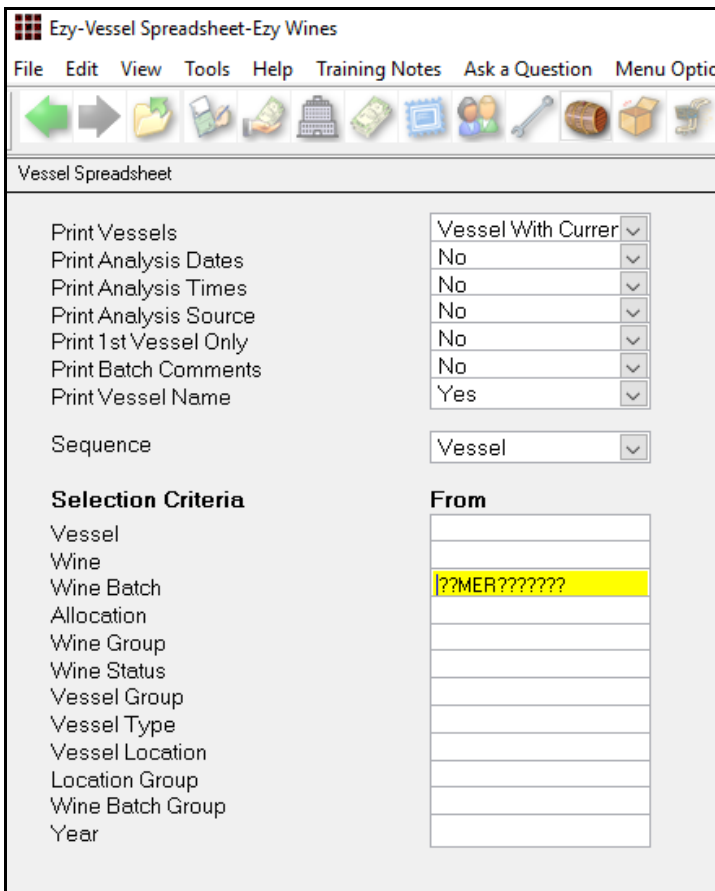 Ezy-Vessel Spreadsheet-Ezy Wines
File Edit View Tools Help Training Notes Ask a Question Menu Optic
Vessel Spreadsheet
Print Vessels Vessel With Currer
Print Analysis Dates No
Print Analysis Times No
Print Analysis Source No
Print 1st Vessel Only No
Print Batch Comments No
Print Vessel Name Yes
Sequence Vessel
Selection Criteria From
Vessel
Wine
Wine Batch ??MER???????
Allocation
Wine Group
Wine Status
Vessel Group
Vessel Type
Vessel Location
Location Group
Wine Batch Group
Year